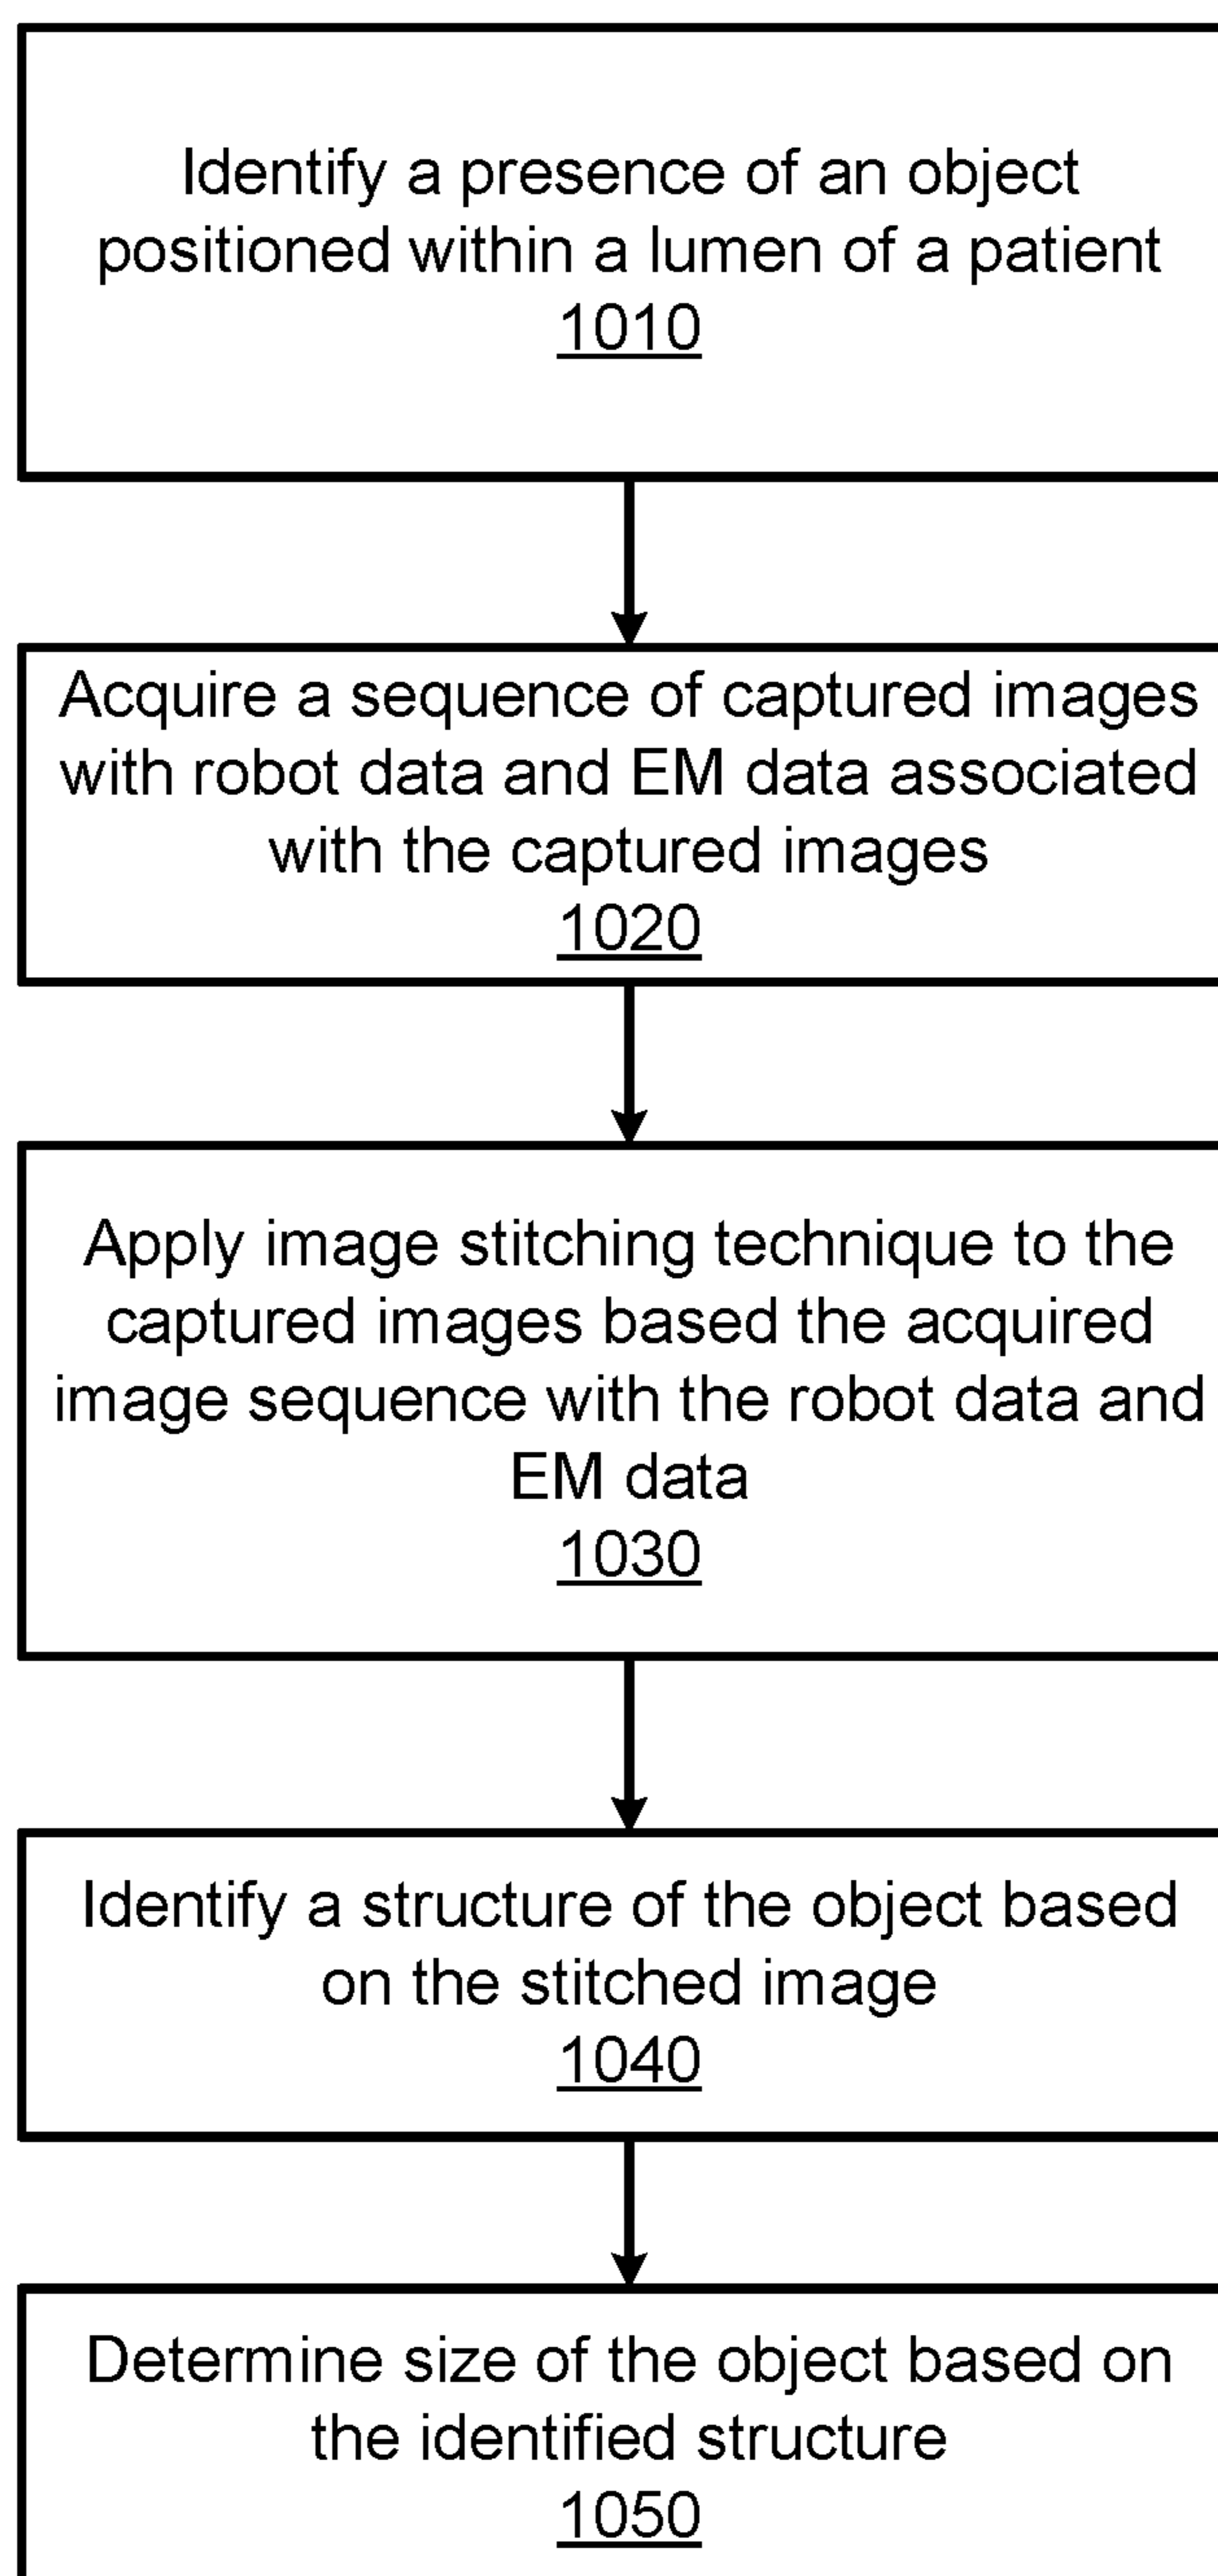 Identify a presence of an object
positioned within a lumen of a patient
1010
Acquire a sequence of captured images
with robot data and EM data associated
with the captured images
1020
Apply image stitching technique to the
captured images based the acquired
image sequence with the robot data and
EM data
1030
Identify a structure of the object based
on the stitched image
1040
Determine size of the object based on
the identified structure
1050